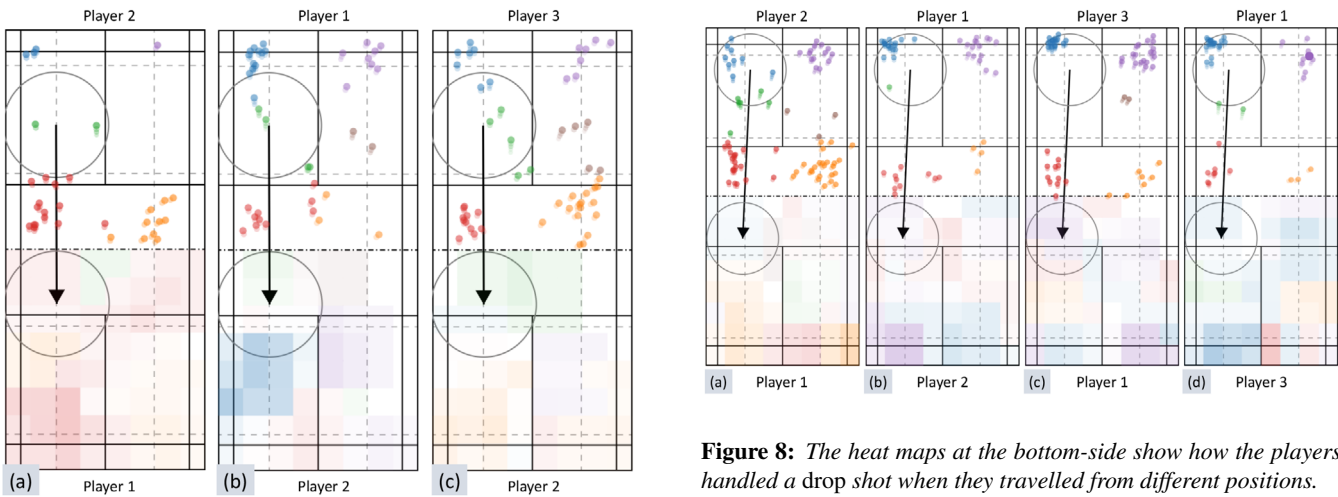 Player 2
Player 1
Player 3
(a)
(b)
(c)
Player 1
Player 2
Player 2
Player 2
Player 1
Player 3
Player 1
(a)
(b)
(c)
(d)
Player 1
Player 2
Player 1
Player 3
Figure 8: The heat maps at the bottom-side show how the players
handled a drop shot when they travelled from different positions.